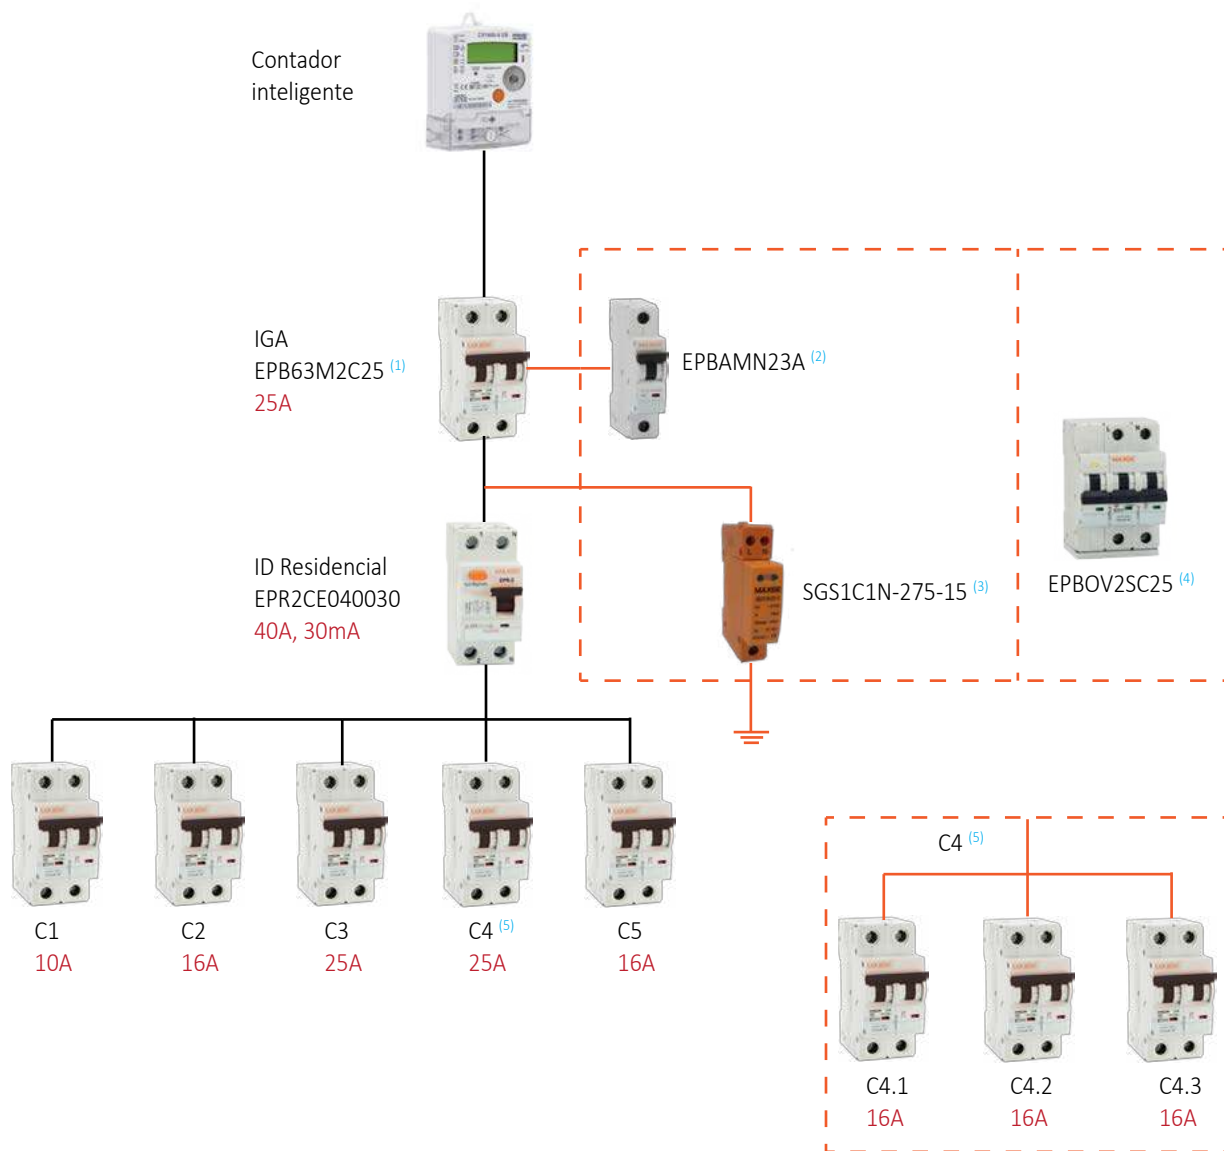 Contador
inteligente
IGA
EPB63M2C25 (1)
25A
EPBAMN23A (2)
ID Residencial
EPR2CE040030
40A, 30mA
SGS1C1N-275-15 (3)
EPBOV2SC25 (4)
C1
10A
C2
16A
C3
25A
C4 (5)
25A
C5
16A
C4 (5)
C4.1
16A
C4.2
16A
C4.3
16A